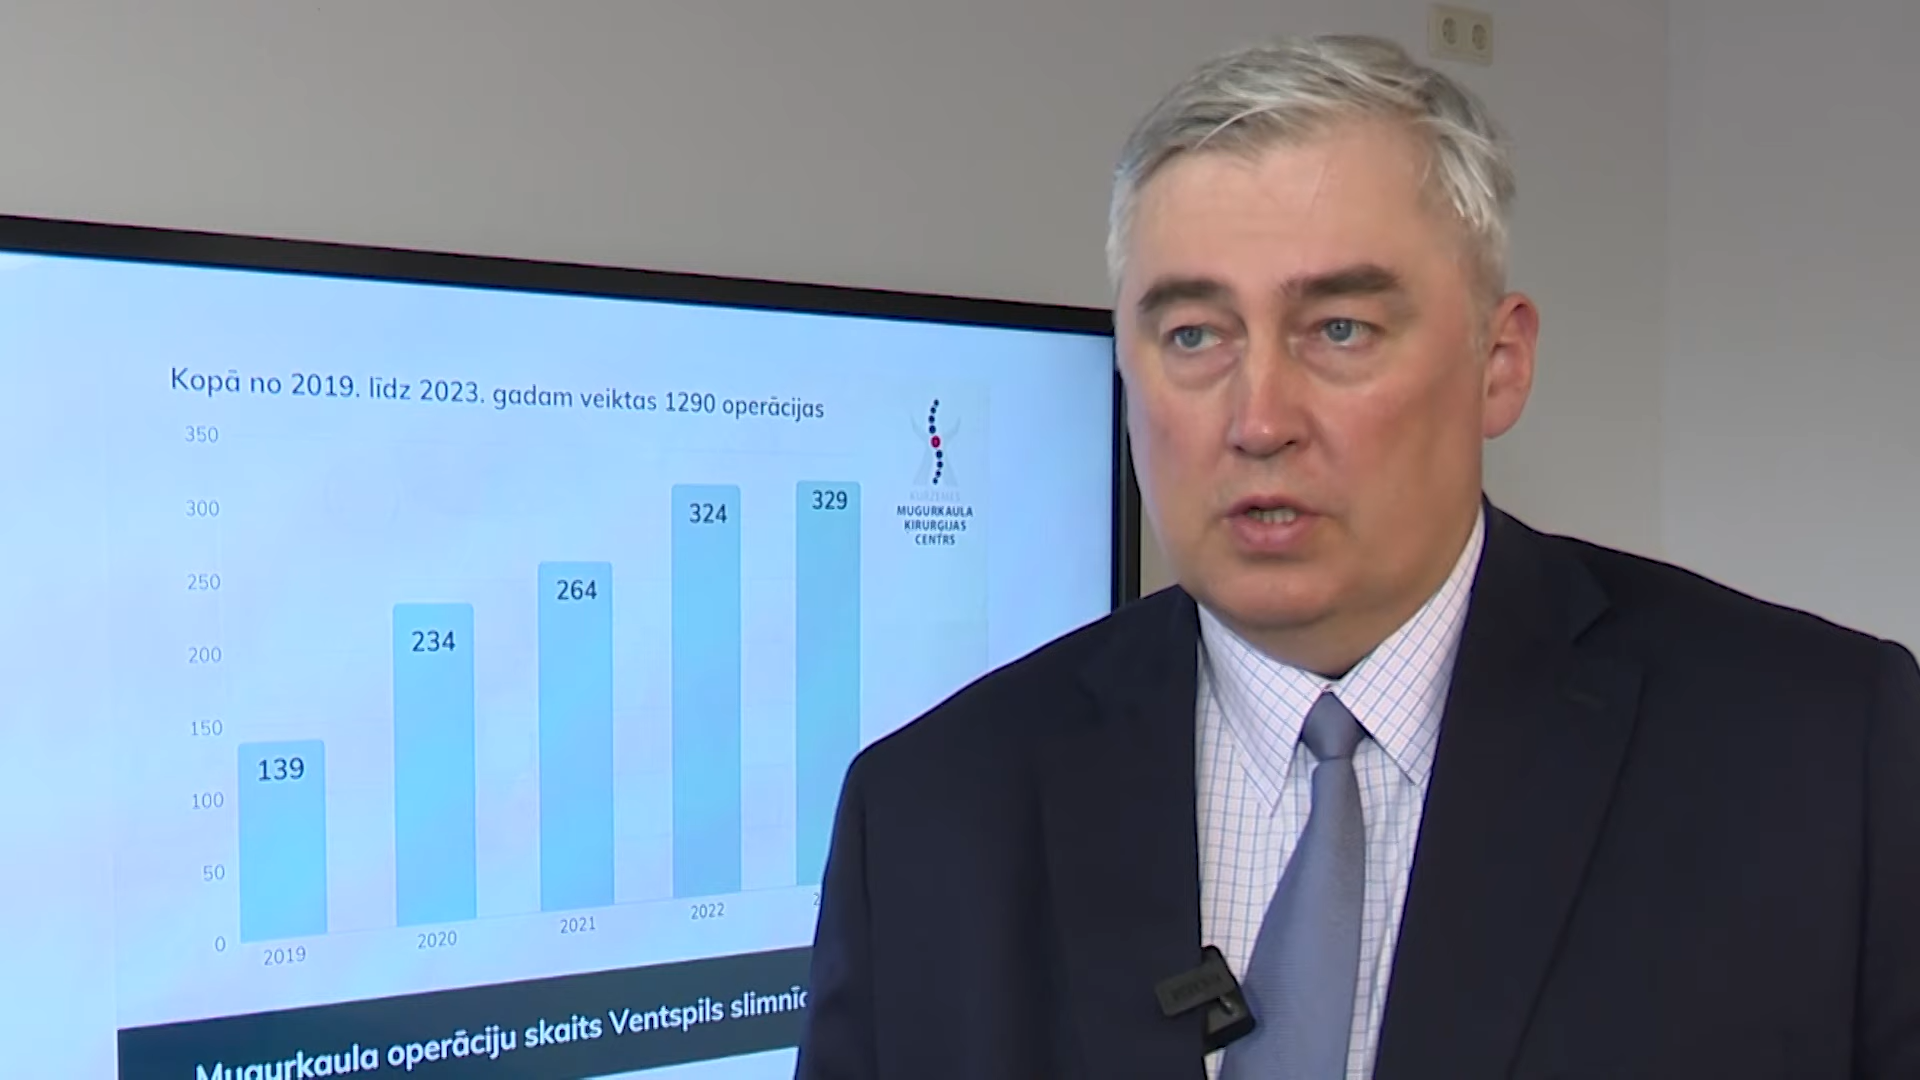 Kopā no 2019. līdz 2023. gadam veiktas 1290 operācijas
350
300
250
200
150
100
50
0
139
234
264
324
329
2019
2020
2021
2022
KURZEMES
MUGURKAULA
ĶIRURĢIJAS
CENTRS
Mugurkaula operāciju skaits Ventspils